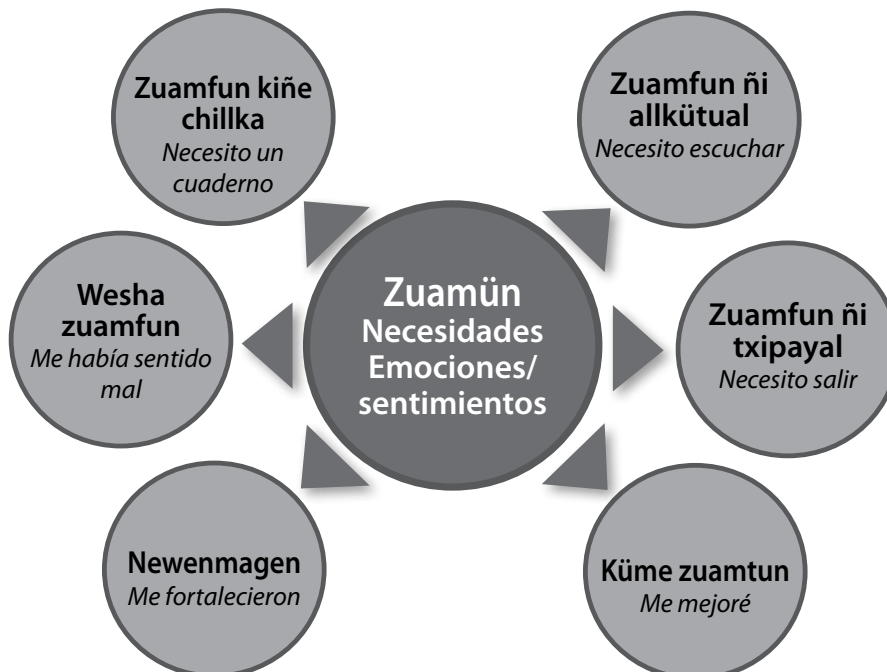 Zuamfun kiñe
chillka
Necesito un
cuaderno
Zuamfun ñi
allkütual
Necesito escuchar
Wesha
zuamfun
Me había sentido
mal
Zuamün
Necesidades
Emociones/
sentimientos
Zuamfun ñi
txipayal
Necesito salir
Newenmagen
Me fortalecieron
Küme zuamtun
Me mejoré